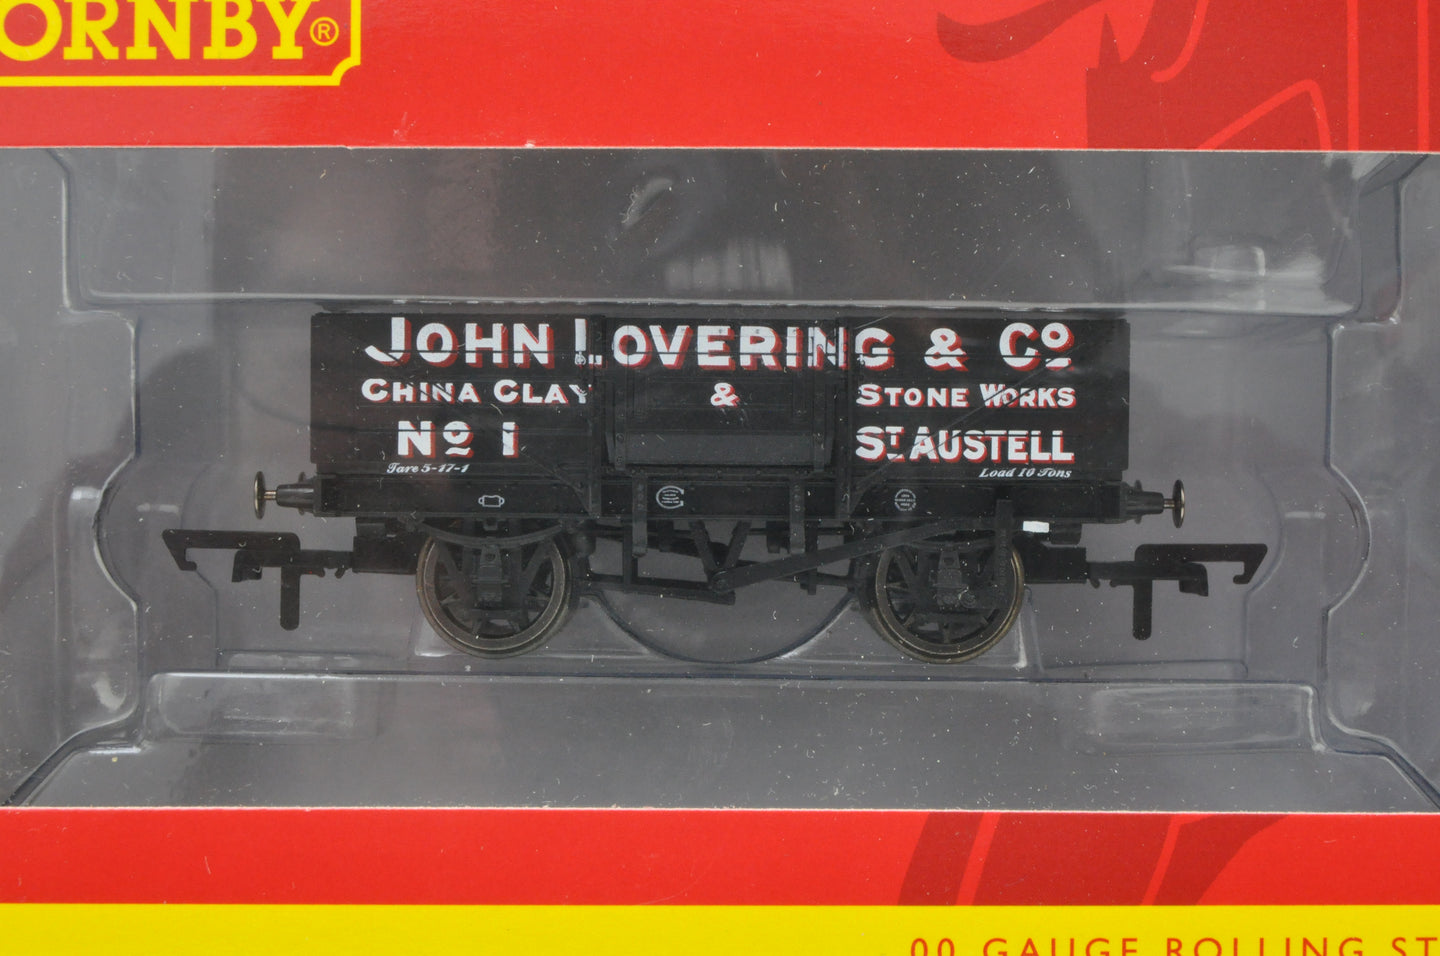 ORNBY®
JOHN LOVERING & Cº
CHINA CLAY & STONE WORKS
Nº 1 ST AUSTELL
Tare 5-17-1 Load 10 Tons
00 GAUGE ROLLING ST